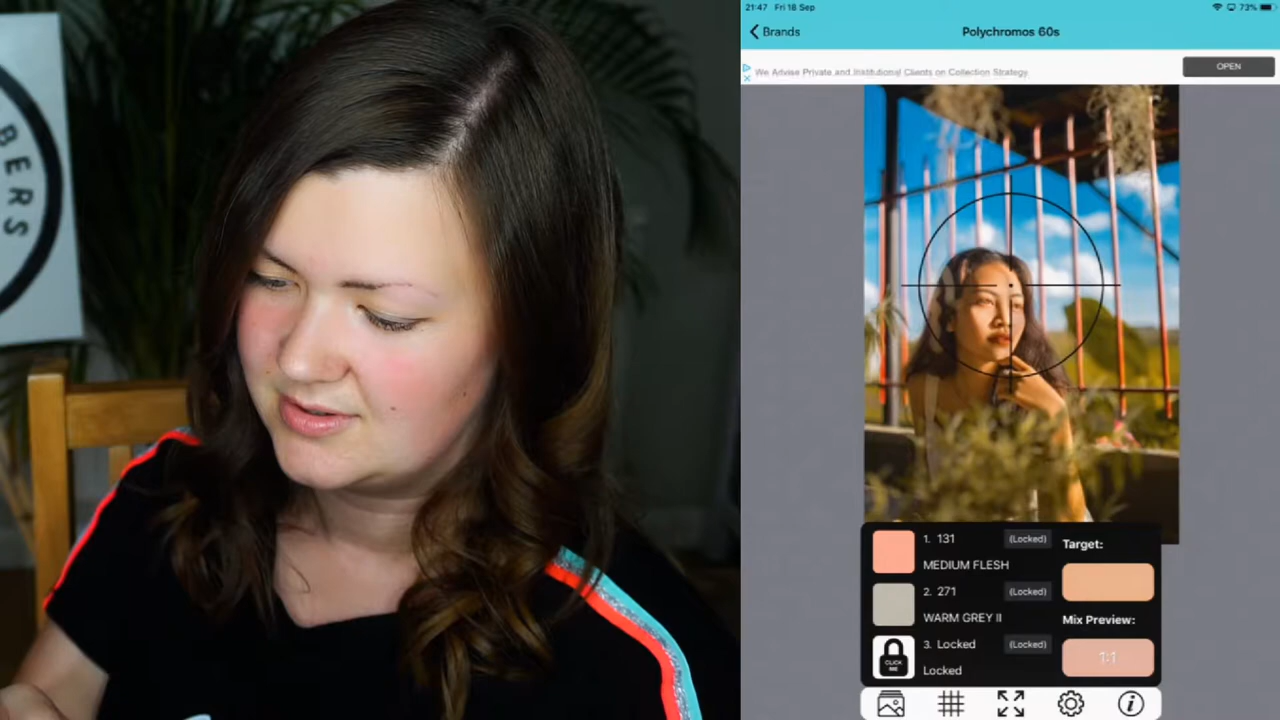 BERS
21:47 Fri 18 Sep
73%
Brands
Polychromos 60s
We Advise Private and Institutional Clients on Collection Strategy
OPEN
1. 131 (Locked)
MEDIUM FLESH
2. 271 (Locked)
WARM GREY II
3. Locked (Locked)
Locked
CLICK
ME
Target:
Mix Preview:
1:1